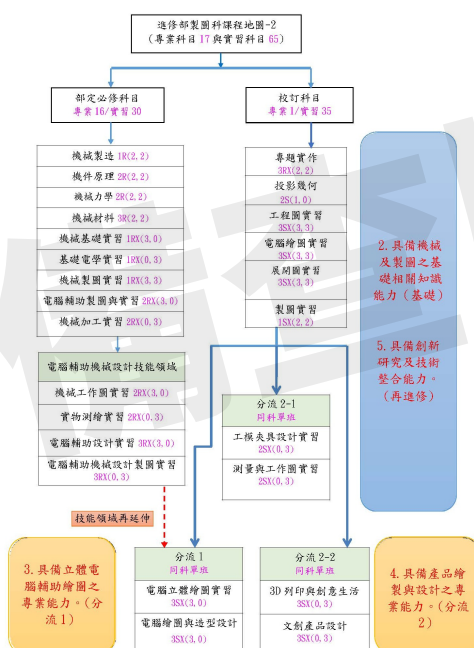 進修部製圖科課程地圖-2
(專業科目 17 與實習科目 65)
部定必修科目
專業 16/實習 30
校訂科目
專業 1/實習 35
機械製造 1R(2,2)
機件原理 2R(2,2)
機械力學 2R(2,2)
機械材料 3R(2,2)
機械基礎實習 1RX(3,0)
基礎電學實習 1RX(0,3)
機械製圖實習 1RX(3,3)
電腦輔助製圖與實習 2RX(3,0)
機械加工實習 2RX(0,3)
專題實作
3RX(2,2)
投影幾何
2S(1,0)
工程圖實習
3SX(3,3)
電腦繪圖實習
3SX(3,3)
展開圖實習
3SX(3,3)
製圖實習
1SX(2,2)
2.具備機械
及製圖之基
礎相關知識
能力(基礎)
5.具備創新
研究及技術
整合能力。
(再進修)
電腦輔助機械設計技能領域
機械工作圖實習 2RX(3,0)
實物測繪實習 2RX(0,3)
電腦輔助設計實習 3RX(3,0)
電腦輔助機械設計製圖實習
3RX(0,3)
分流 2-1
同科單班
工模夾具設計實習
2SX(0,3)
測量與工作圖實習
2SX(0,3)
技能領域再延伸
3.具備立體電
腦輔助繪圖之
專業能力。(分
流 1)
分流 1
同科單班
電腦立體繪圖實習
3SX(3,0)
電腦繪圖與造型設計
3SX(3,0)
分流 2-2
同科單班
3D 列印與創意生活
3SX(0,3)
文創產品設計
3SX(0,3)
4.具備產品繪
製與設計之專
業能力。(分流
2)
備查